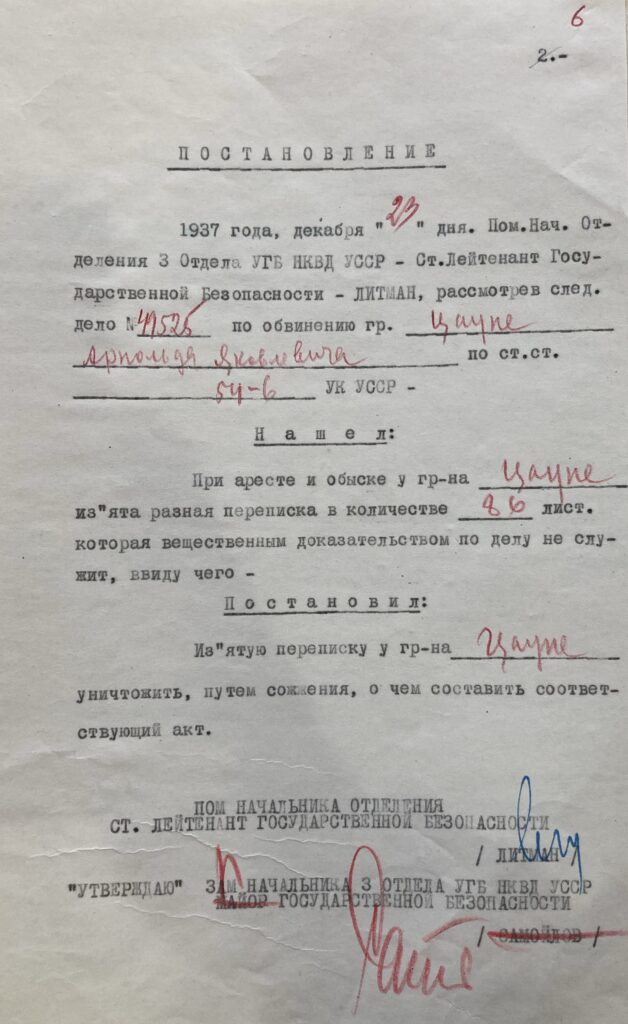 6
2.-
ПОСТАНОВЛЕНИЕ
1937 года, декабря "23" дня. Пом.Нач. От-
деления 3 Отдела УГБ НКВД УССР - Ст.Лейтенант Госу-
дарственной Безопасности - ЛИТМАН, рассмотрев след.
дело №49525 по обвинению гр. Цаупе
Арнольда Яковлевича по ст.ст.
54-6 УК УССР -
Нашел:
При аресте и обыске у гр-на Цаупе
из"ята разная переписка в количестве 86 лист.
которая вещественным доказательством по делу не слу-
жит, ввиду чего -
Постановил:
Из"ятую переписку у гр-на Цаупе
уничтожить, путем сожжения, о чем составить соответ-
ствующий акт.
ПОМ НАЧАЛЬНИКА ОТДЕЛЕНИЯ
СТ. ЛЕЙТЕНАНТ ГОСУДАРСТВЕННОЙ БЕЗОПАСНОСТИ
/ ЛИТМАН /
"УТВЕРЖДАЮ" ЗАМ НАЧАЛЬНИКА 3 ОТДЕЛА УГБ НКВД УССР
МАЙОР ГОСУДАРСТВЕННОЙ БЕЗОПАСНОСТИ
/ САМОЙЛОВ /